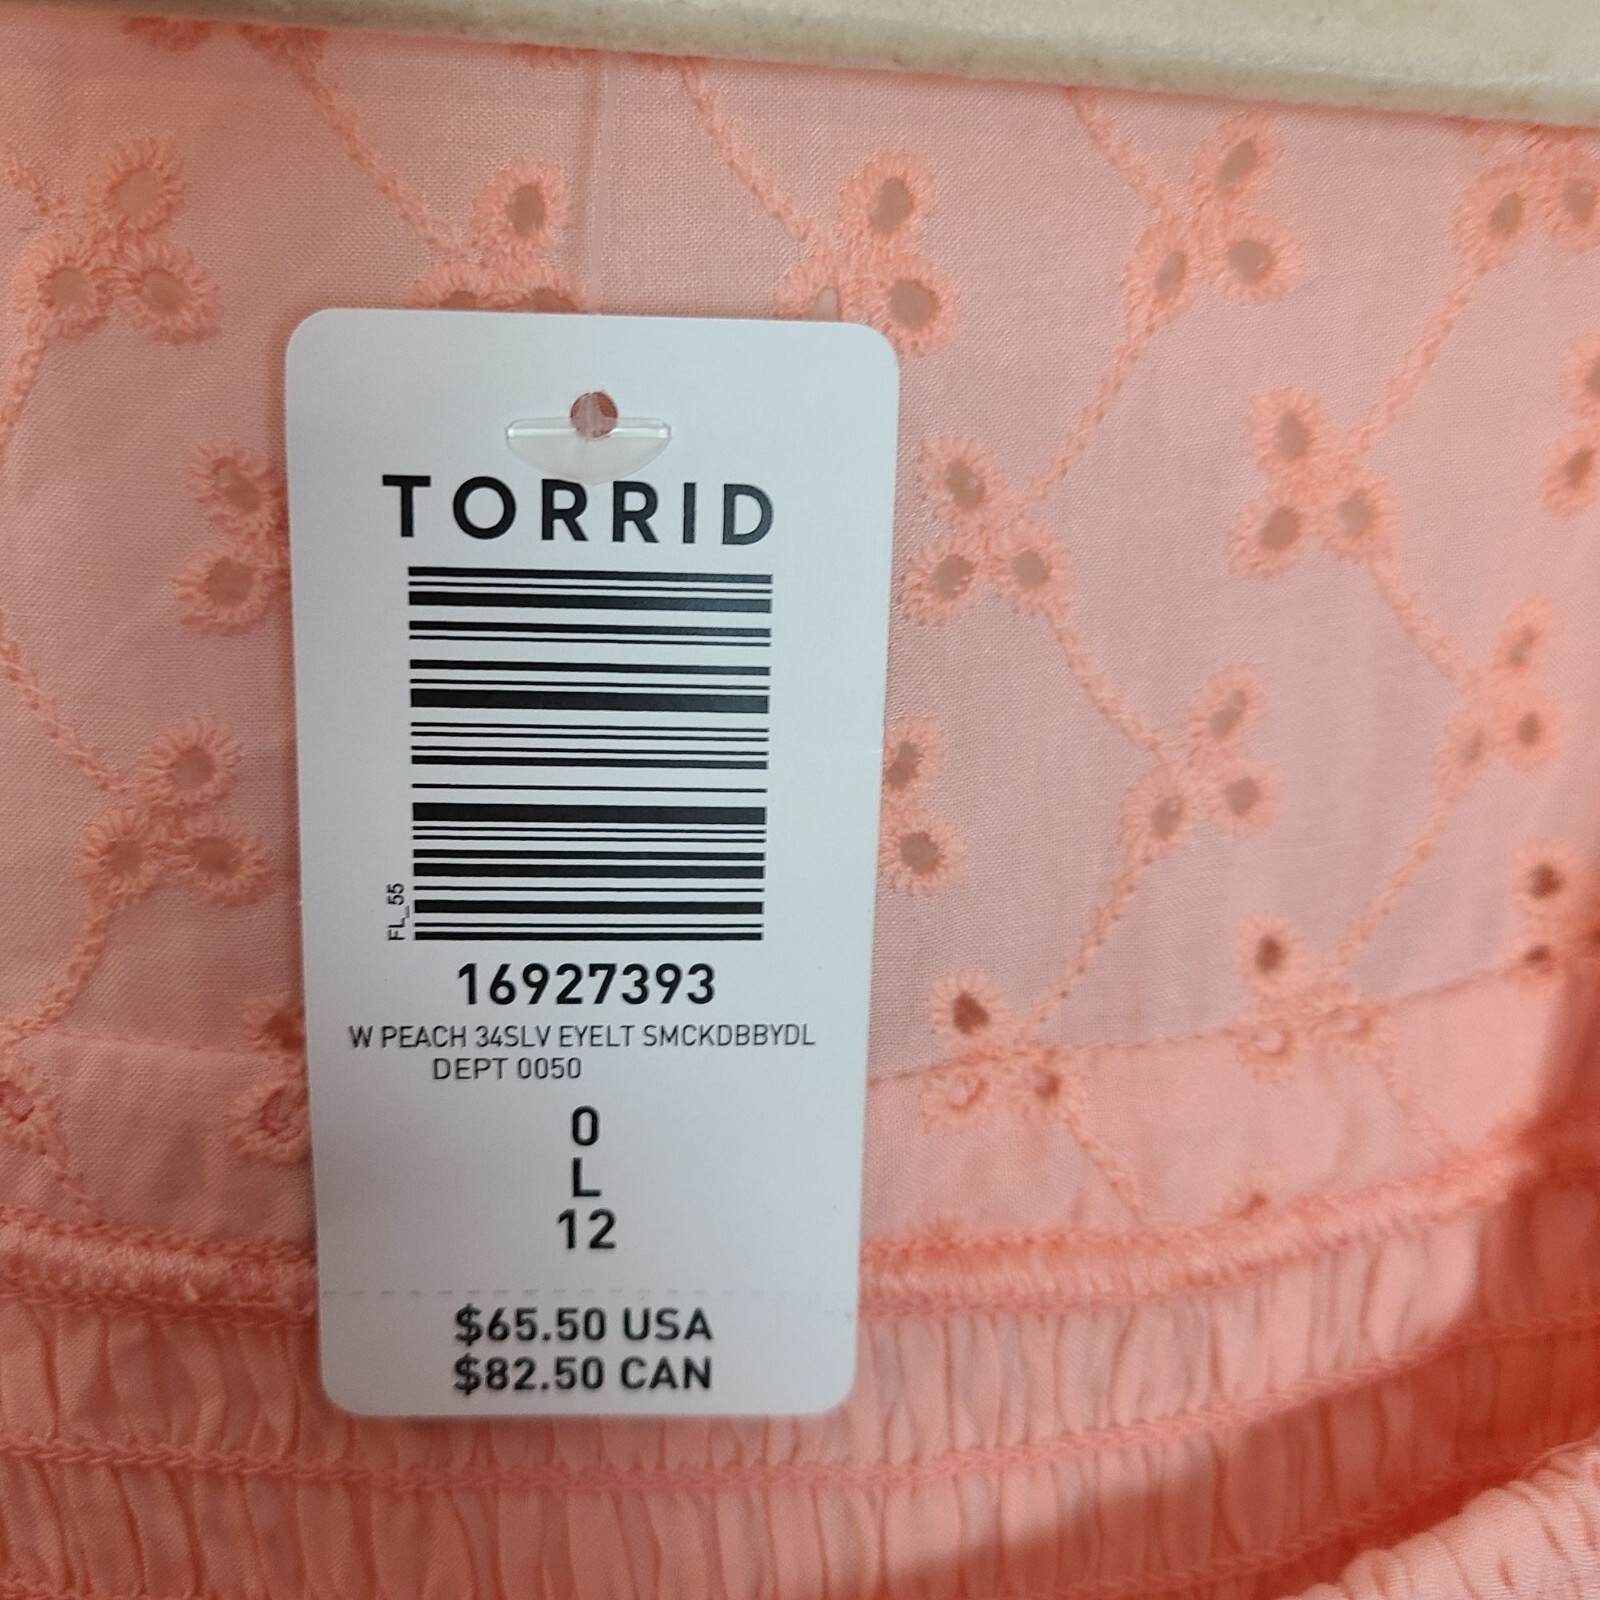 TORRID
FL_55
16927393
W PEACH 34SLV EYELT SMCKDBBYDL
DEPT 0050
0
L
12
$65.50 USA
$82.50 CAN